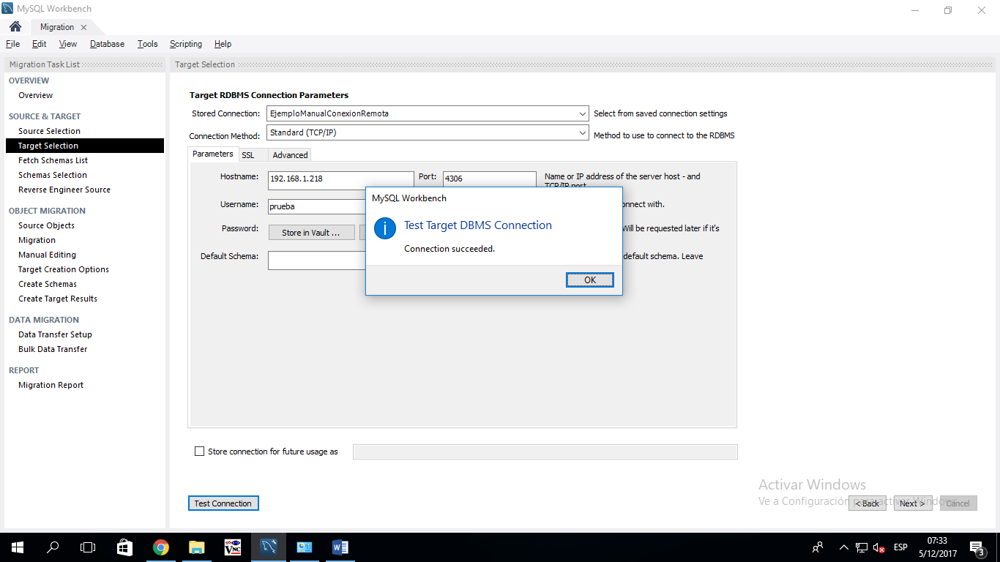 MySQL Workbench
Migration
File Edit View Database Tools Scripting Help
Migration Task List
OVERVIEW
Overview
SOURCE & TARGET
Source Selection
Target Selection
Fetch Schemas List
Schemas Selection
Reverse Engineer Source
OBJECT MIGRATION
Source Objects
Migration
Manual Editing
Target Creation Options
Create Schemas
Create Target Results
DATA MIGRATION
Data Transfer Setup
Bulk Data Transfer
REPORT
Migration Report
Target Selection
Target RDBMS Connection Parameters
Stored Connection: EjemploManualConexionRemota Select from saved connection settings
Connection Method: Standard (TCP/IP) Method to use to connect to the RDBMS
Parameters SSL Advanced
Hostname: 192.168.1.218 Port: 4306 Name or IP address of the server host - and
TCP/IP port
Username: prueba onnect with.
Password: Store in Vault ... Will be requested later if it's
Default Schema: default schema. Leave
MySQL Workbench
Test Target DBMS Connection
Connection succeeded.
OK
Store connection for future usage as
Test Connection
Activar Windows
Ve a Configuración para activar Windows.
< Back Next > Cancel
VNC
W
ESP
07:33
5/12/2017
3